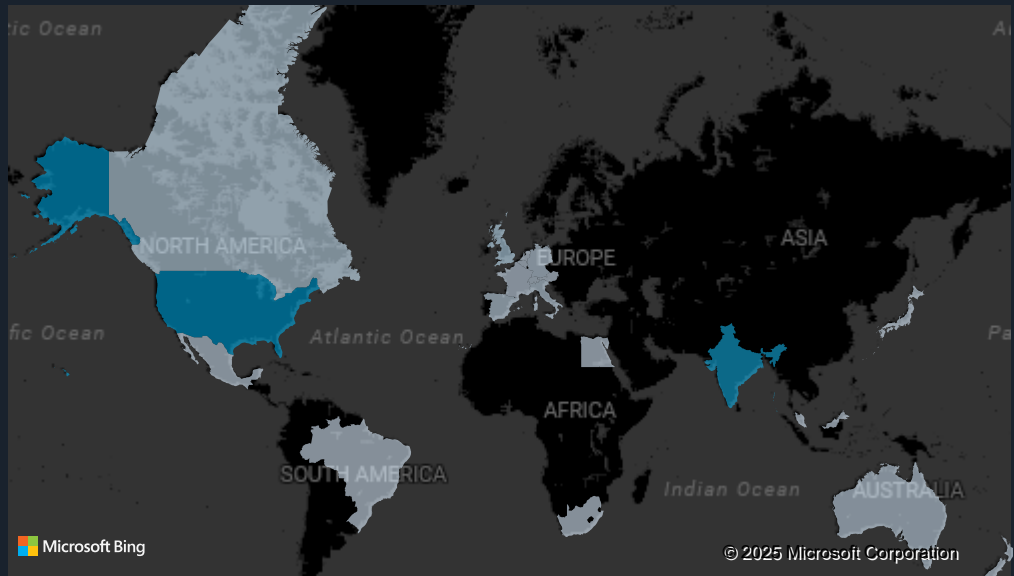 tic Ocean
A
NORTH AMERICA
EUROPE
ASIA
fic Ocean
Atlantic Ocean
Pa
AFRICA
SOUTH AMERICA
Indian Ocean
AUSTRALIA
Microsoft Bing
© 2025 Microsoft Corporation